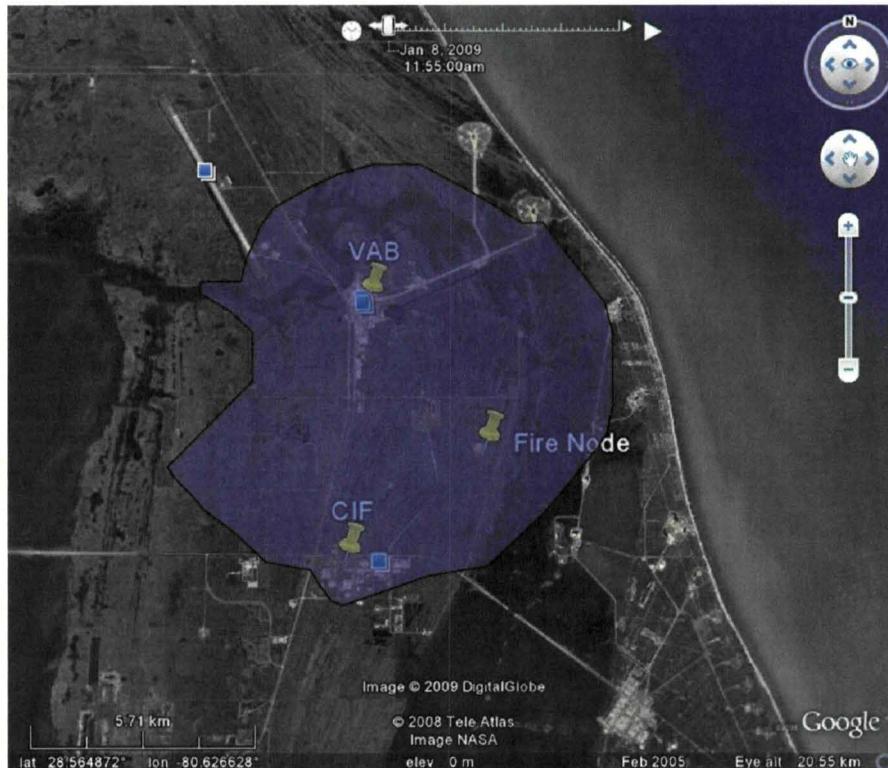 N
Jan 8, 2009
11:55:00am
VAB
Fire Node
CIF
Image © 2009 DigitalGlobe
5.71 km
© 2008 Tele Atlas
Image NASA
Google
lat 28.564872° lon -80.626628° elev 0 m Feb 2005 Eye alt 20.55 km